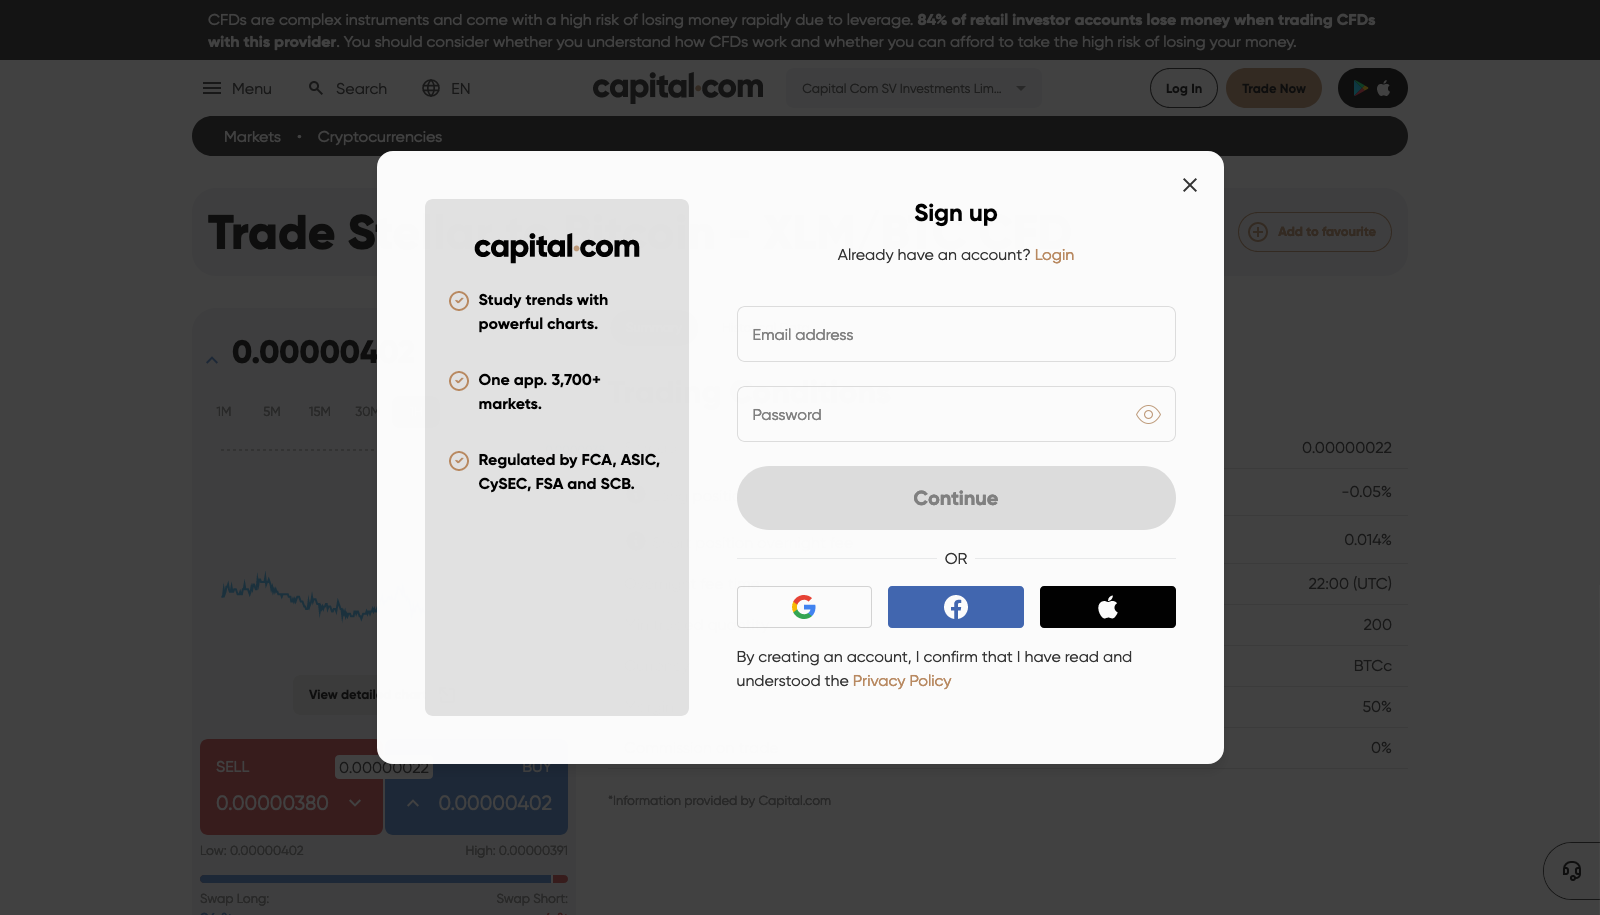 CFDs are complex instruments and come with a high risk of losing money rapidly due to leverage. 84% of retail investor accounts lose money when trading CFDs
with this provider. You should consider whether you understand how CFDs work and whether you can afford to take the high risk of losing your money.
Menu
Search
EN
capital.com
Capital Com SV Investments Lim...
Log In
Trade Now
Markets • Cryptocurrencies
Trade
Add to favourite
0.00000402
1M
5M
15M
30M
View details
SELL
0.00000022
BUY
0.00000380
0.00000402
Low: 0.00000402
High: 0.00000391
Swap Long:
Swap Short:
capital.com
Study trends with
powerful charts.
One app. 3,700+
markets.
Regulated by FCA, ASIC,
CySEC, FSA and SCB.
Sign up
Already have an account? Login
Email address
Password
Continue
OR
By creating an account, I confirm that I have read and
understood the Privacy Policy
0.00000022
-0.05%
0.014%
22:00 (UTC)
200
BTCc
50%
0%
*Information provided by Capital.com